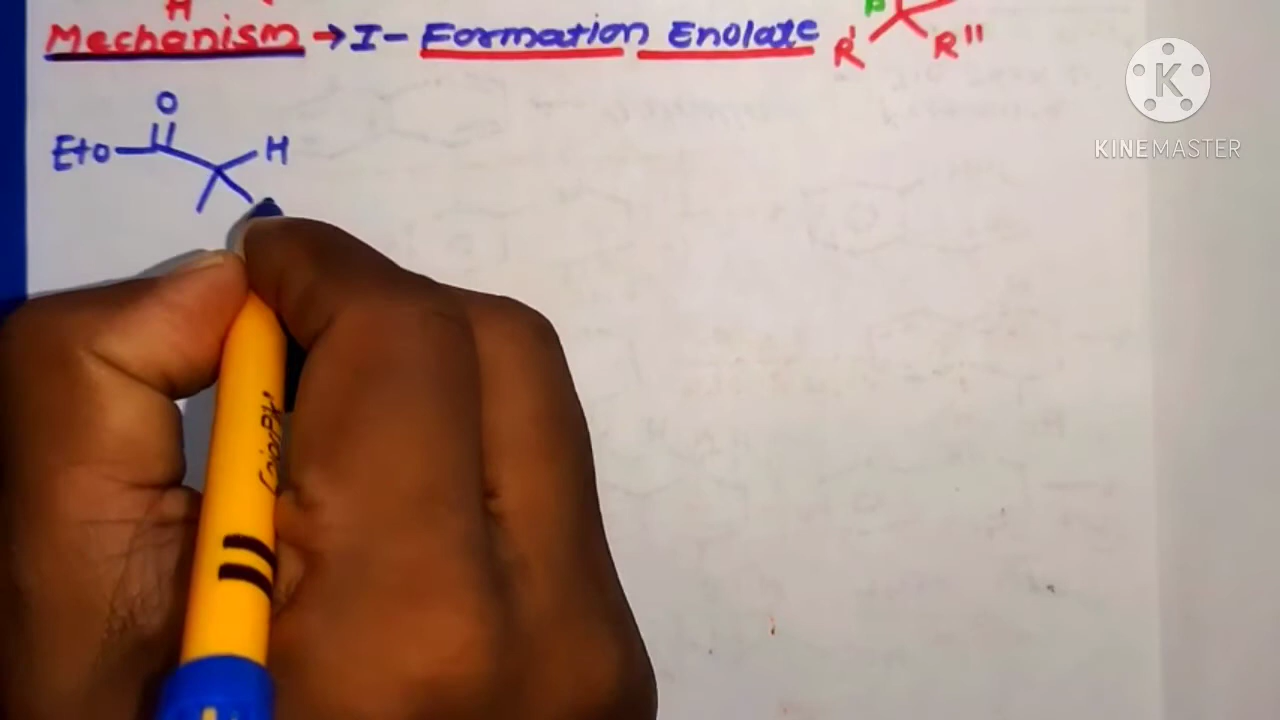 H
Mechanism → I - Formation Enolate
R' R"
O
EtO H
K
KINEMASTER